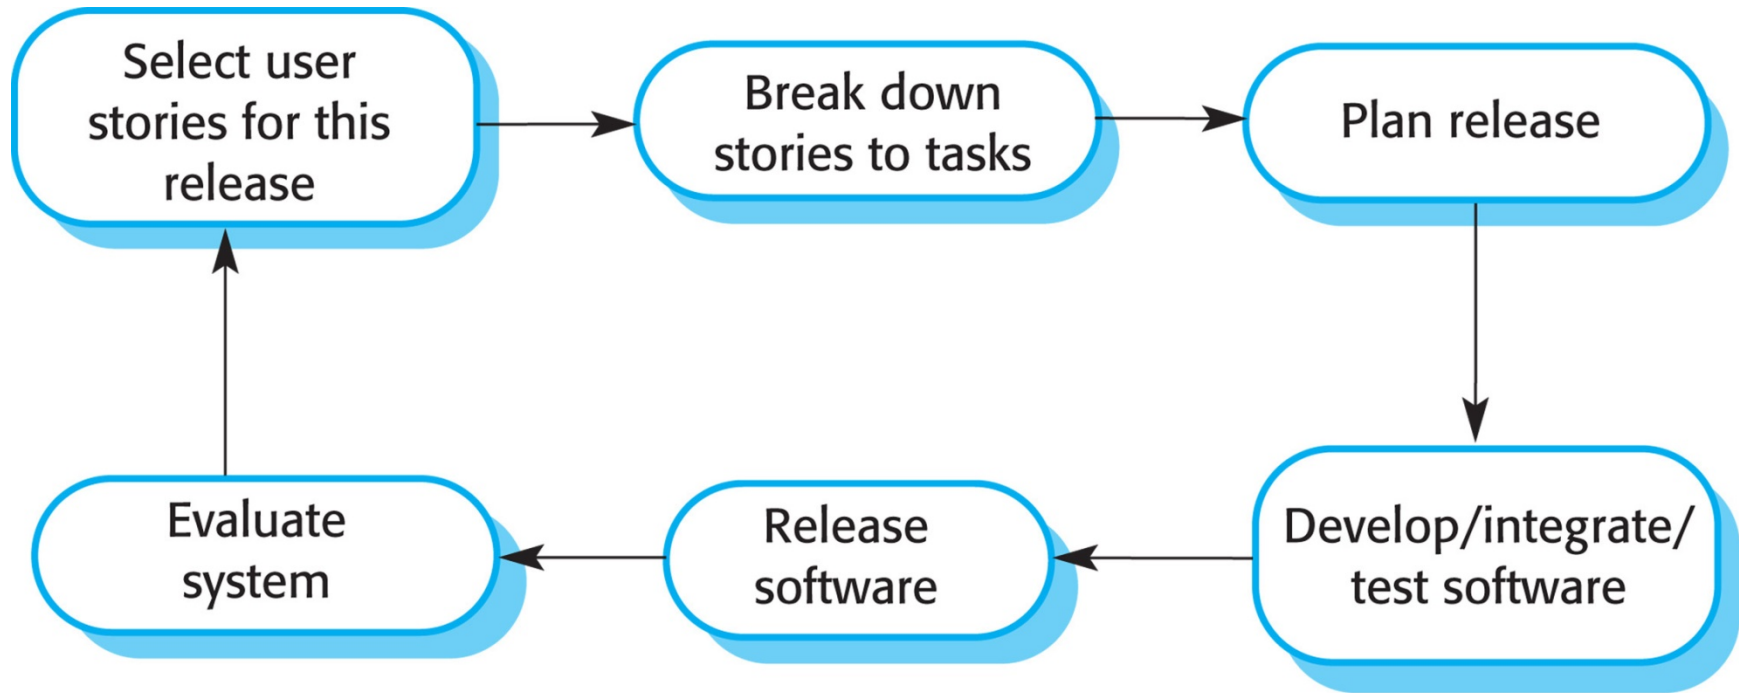 Select user
stories for this
release
Break down
stories to tasks
Plan release
Evaluate
system
Release
software
Develop/integrate/
test software